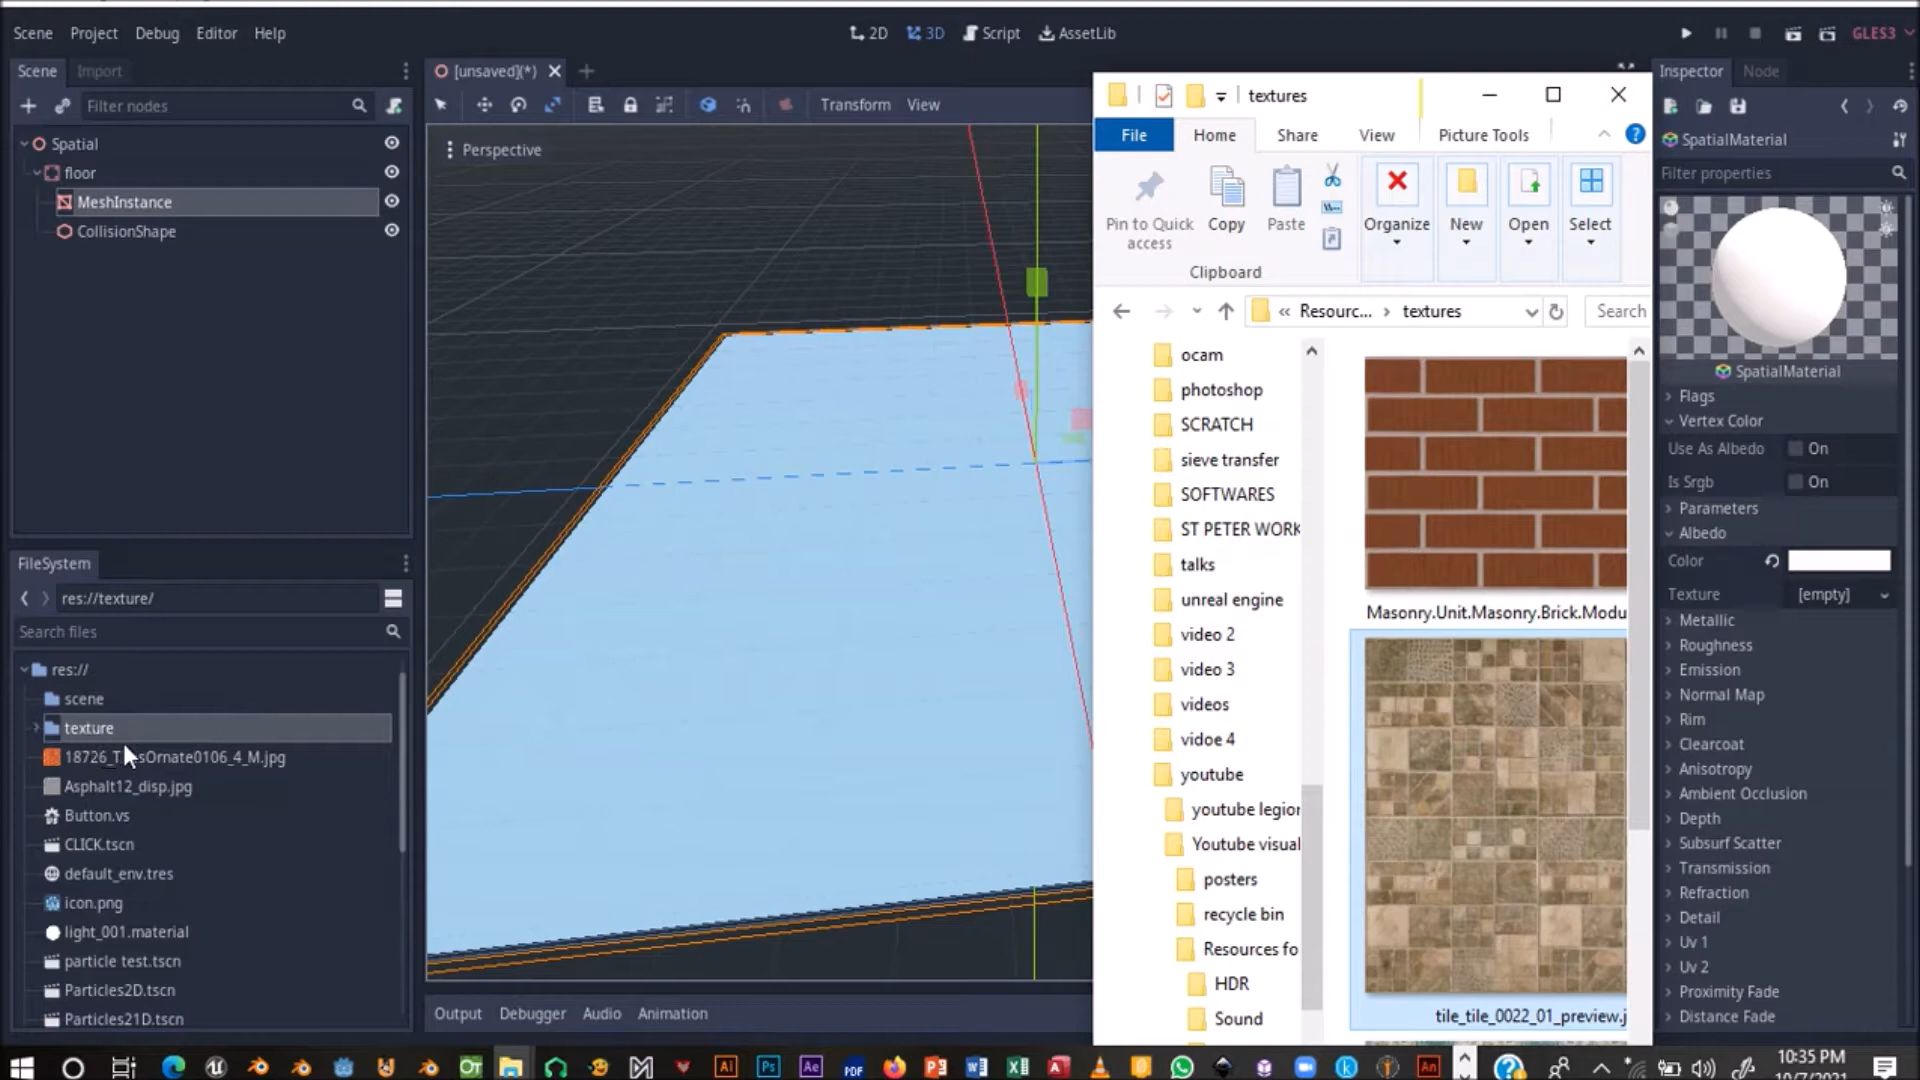 Scene Project Debug Editor Help
2D 3D Script AssetLib
GLES3
Scene Import
[unsaved](*)
Inspector Node
Filter nodes
Transform View
Perspective
Spatial
floor
MeshInstance
CollisionShape
textures
File Home Share View Picture Tools
Pin to Quick access
Copy
Paste
Organize
New
Open
Select
Clipboard
« Resourc... textures
Search
ocam
photoshop
SCRATCH
sieve transfer
SOFTWARES
ST PETER WORK
talks
unreal engine
video 2
video 3
videos
vidoe 4
youtube
youtube legion
Youtube visual
posters
recycle bin
Resources fo
HDR
Sound
Masonry.Unit.Masonry.Brick.Modu
tile_tile_0022_01_preview.j
SpatialMaterial
Filter properties
SpatialMaterial
Flags
Vertex Color
Use As Albedo On
Is Srgb On
Parameters
Albedo
Color
Texture [empty]
Metallic
Roughness
Emission
Normal Map
Rim
Clearcoat
Anisotropy
Ambient Occlusion
Depth
Subsurf Scatter
Transmission
Refraction
Detail
Uv 1
Uv 2
Proximity Fade
Distance Fade
FileSystem
res://texture/
Search files
res://
scene
texture
Asphalt12_disp.jpg
Button.vs
CLICK.tscn
default_env.tres
icon.png
light_001.material
particle test.tscn
Particles2D.tscn
Particles21D.tscn
Output Debugger Audio Animation
10:35 PM
10/7/2021